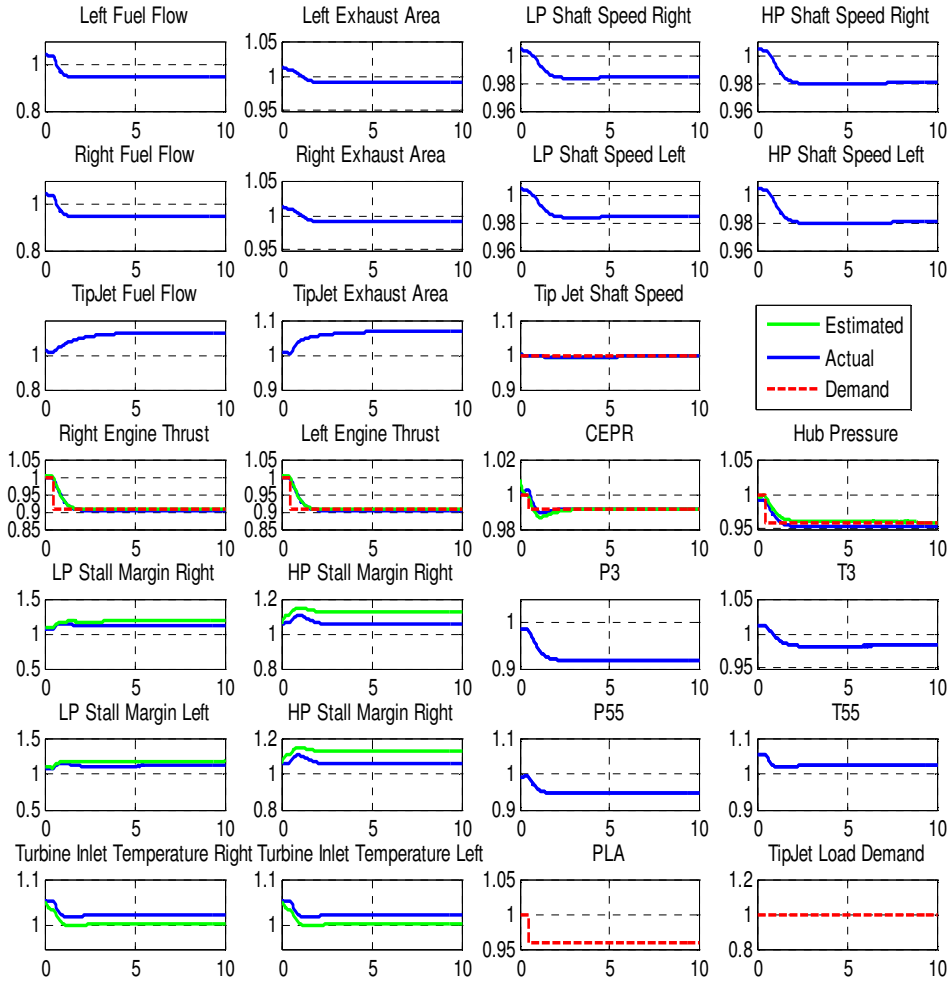 Left Fuel Flow Left Exhaust Area LP Shaft Speed Right HP Shaft Speed Right
1 0.8 0 5 10
1.05 1 0.95 0 5 10
1 0.98 0.96 0 5 10
1 0.98 0.96 0 5 10
Right Fuel Flow Right Exhaust Area LP Shaft Speed Left HP Shaft Speed Left
1 0.8 0 5 10
1.05 1 0.95 0 5 10
1 0.98 0.96 0 5 10
1 0.98 0.96 0 5 10
TipJet Fuel Flow TipJet Exhaust Area Tip Jet Shaft Speed
1 0.8 0 5 10
1.1 1 0.9 0 5 10
1.1 1 0.9 0 5 10
Estimated
Actual
Demand
Right Engine Thrust Left Engine Thrust CEPR Hub Pressure
1.05 1 0.95 0.9 0.85 0 5 10
1.05 1 0.95 0.9 0.85 0 5 10
1.02 1 0.98 0 5 10
1.05 1 0.95 0 5 10
LP Stall Margin Right HP Stall Margin Right P3 T3
1.5 1 0.5 0 5 10
1.2 1 0.8 0 5 10
1 0.9 0 5 10
1.05 1 0.95 0 5 10
LP Stall Margin Left HP Stall Margin Right P55 T55
1.5 1 0.5 0 5 10
1.2 1 0.8 0 5 10
1.1 1 0.9 0 5 10
1.1 1 0.9 0 5 10
Turbine Inlet Temperature Right Turbine Inlet Temperature Left PLA TipJet Load Demand
1.1 1 0 5 10
1.1 1 0 5 10
1.05 1 0.95 0 5 10
1.2 1 0.8 0 5 10